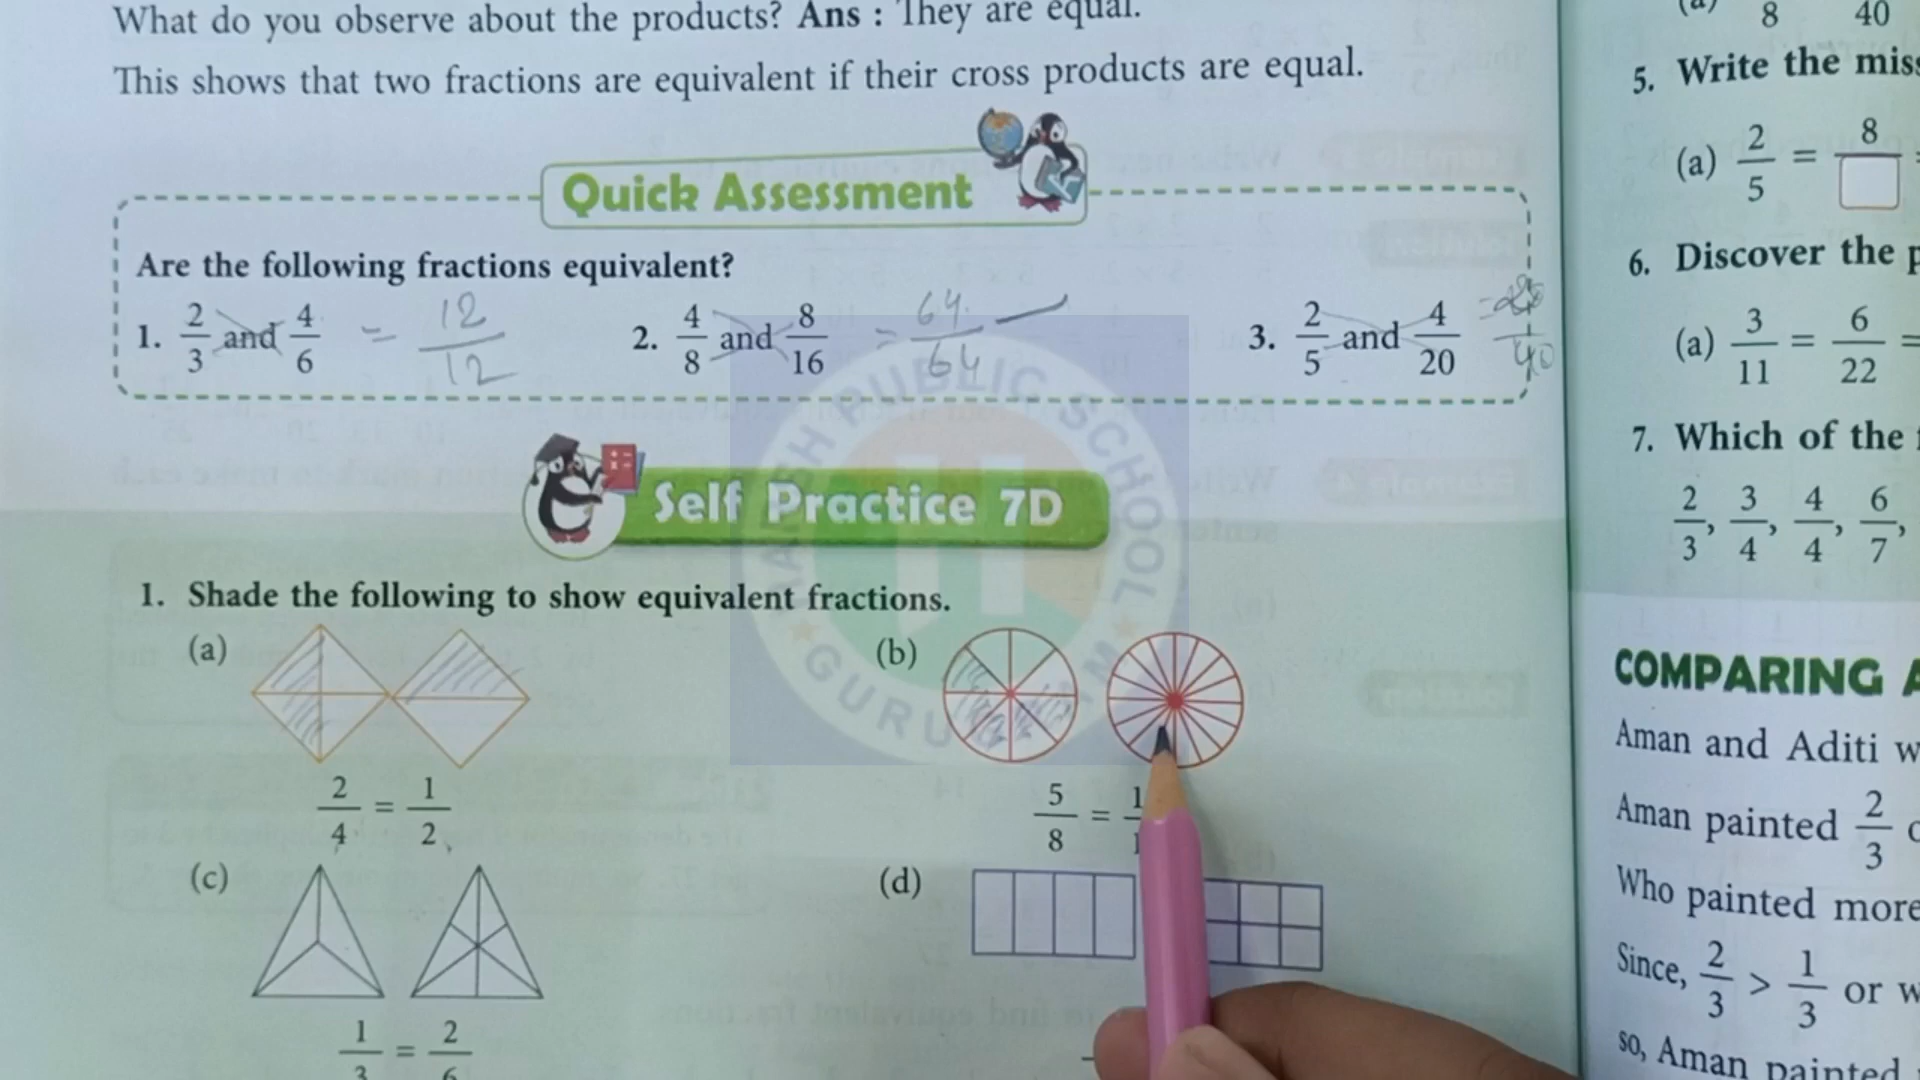 What do you observe about the products? Ans : They are equal.
This shows that two fractions are equivalent if their cross products are equal.
Quick Assessment
Are the following fractions equivalent?
1. 2/3 and 4/6 = 12/12
2. 4/8 and 8/16 = 64/64
3. 2/5 and 4/20 40
Self Practice 7D
1. Shade the following to show equivalent fractions.
(a)
(b)
2/4 = 1/2
5/8 =
(c)
(d)
1/3 = 2/6
PUBLIC SCHOOL
8 40
5. Write the
(a) 2/5 = 8/
6. Discover the
(a) 3/11 = 6/22 =
7. Which of the
2/3, 3/4, 4/4, 6/7,
COMPARING
Aman and Aditi
Aman painted 2/3
Who painted more
Since, 2/3 > 1/3 or
so, Aman painted